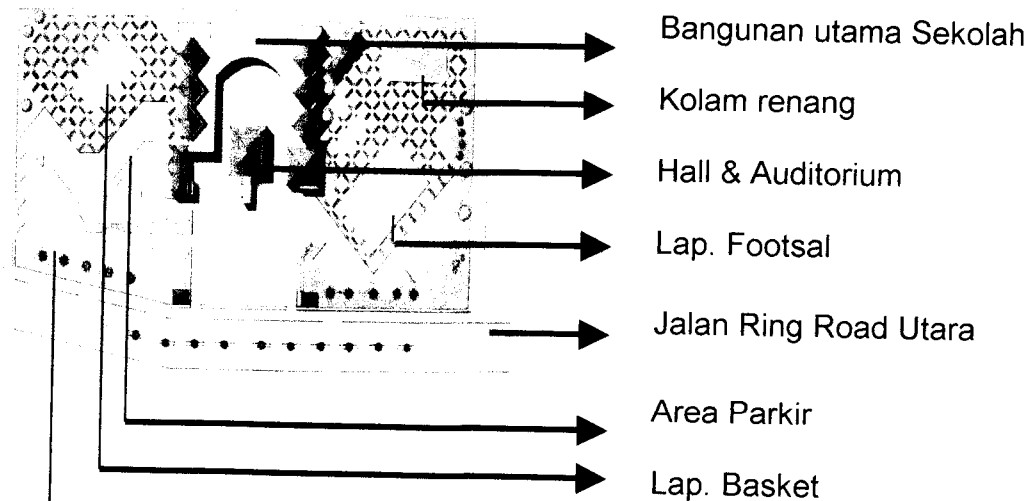 Bangunan utama Sekolah
Kolam renang
Hall & Auditorium
Lap. Footsal
Jalan Ring Road Utara
Area Parkir
Lap. Basket